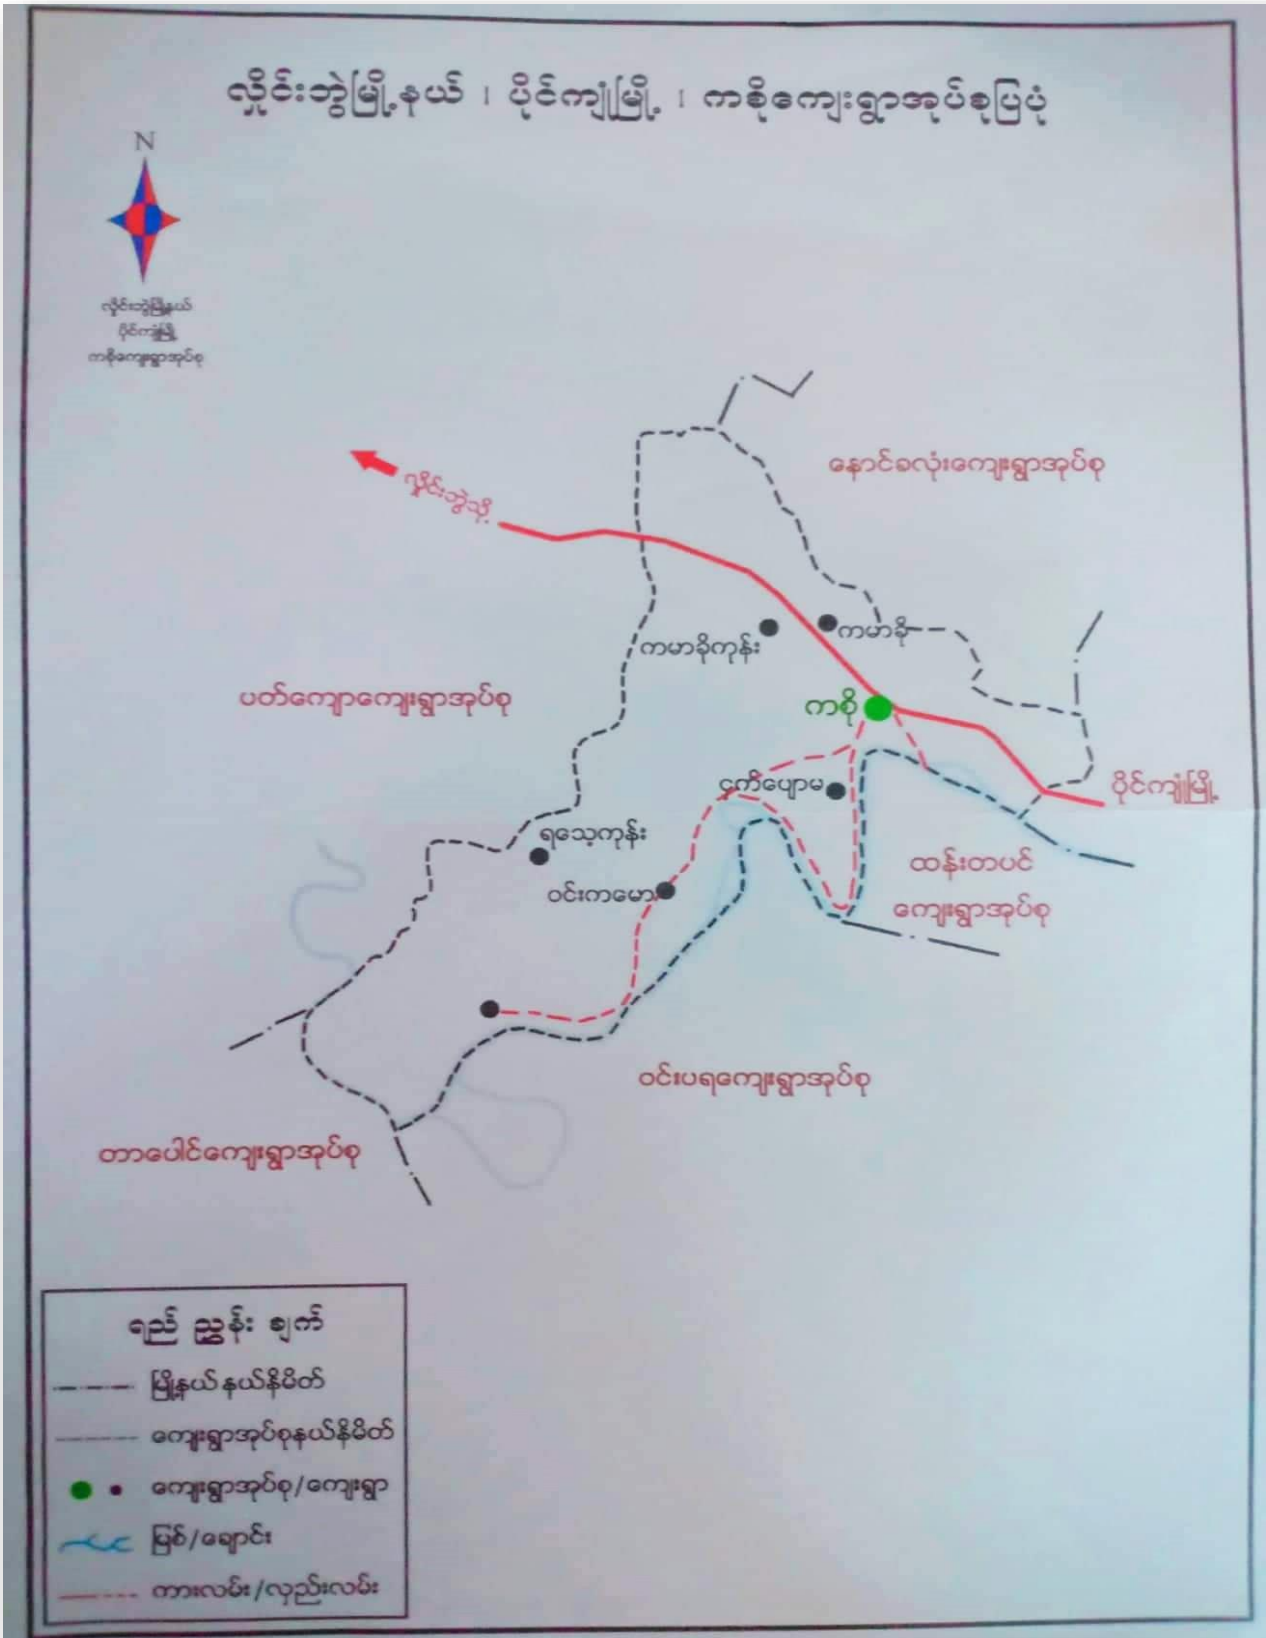 လှိုင်းဘွဲမြို့နယ် ၊ ပိုင်ကျုံမြို့ ၊ ကစိုကျေးရွာအုပ်စုပြပုံ
N
လှိုင်းဘွဲမြို့နယ်
ပိုင်ကျုံမြို့
ကစိုကျေးရွာအုပ်စု
နောင်ခလုံးကျေးရွာအုပ်စု
လှိုင်းဘွဲသို့
ကမာခိုကုန်း
ကမာခို
ပတ်ကျောကျေးရွာအုပ်စု
ကစို
ငှက်ပျောမ
ပိုင်ကျုံမြို့
ရသေ့ကုန်း
ထန်းတပင်
ကျေးရွာအုပ်စု
ဝင်းကမော
ဝင်းပရကျေးရွာအုပ်စု
တာပေါင်ကျေးရွာအုပ်စု
ရည် ညွှန်း ချက်
မြို့နယ်နယ်နိမိတ်
ကျေးရွာအုပ်စုနယ်နိမိတ်
ကျေးရွာအုပ်စု/ကျေးရွာ
မြစ်/ချောင်း
ကားလမ်း/လှည်းလမ်း